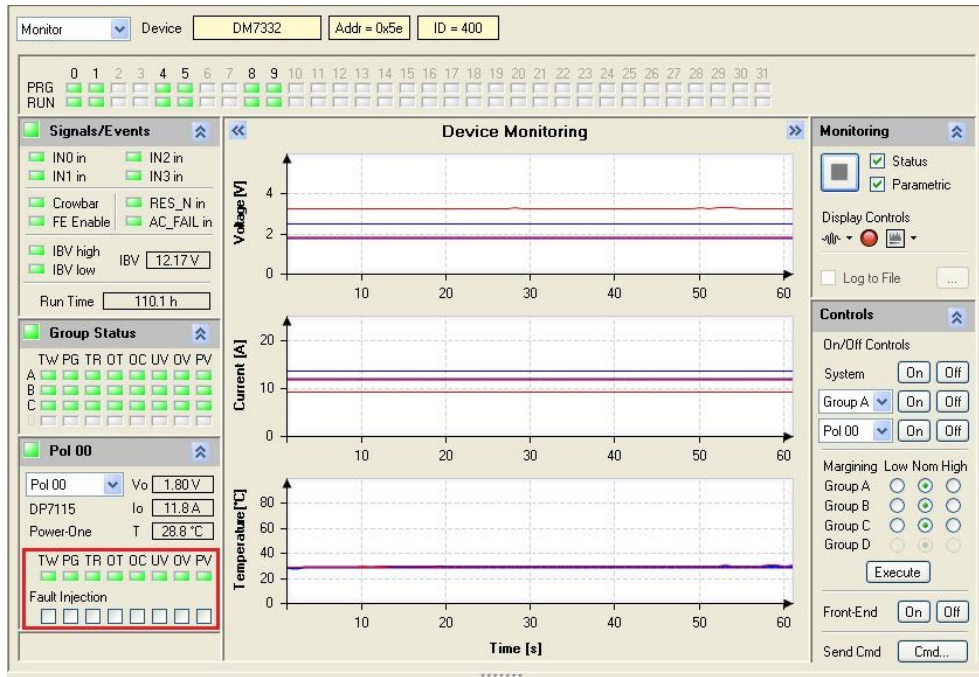 Monitor Device DM7332 Addr = 0x5e ID = 400
0 1 2 3 4 5 6 7 8 9 10 11 12 13 14 15 16 17 18 19 20 21 22 23 24 25 26 27 28 29 30 31
PRG
RUN
Signals/Events
IN0 in IN2 in
IN1 in IN3 in
Crowbar RES_N in
FE Enable AC_FAIL in
IBV high
IBV low
IBV 12.17 V
Run Time 110.1 h
Group Status
TW PG TR OT OC UV OV PV
A
B
C
D
Pol 00
Pol 00 Vo 1.80 V
DP7115 Io 11.8 A
Power-One T 28.8 °C
TW PG TR OT OC UV OV PV
Fault Injection
Device Monitoring
Voltage [V]
4
2
0
10 20 30 40 50 60
Current [A]
20
10
0
10 20 30 40 50 60
Temperature[°C]
80
60
40
20
0
10 20 30 40 50 60
Time [s]
Monitoring
Status
Parametric
Display Controls
Log to File ...
Controls
On/Off Controls
System On Off
Group A On Off
Pol 00 On Off
Margining Low Nom High
Group A
Group B
Group C
Group D
Execute
Front-End On Off
Send Cmd Cmd...